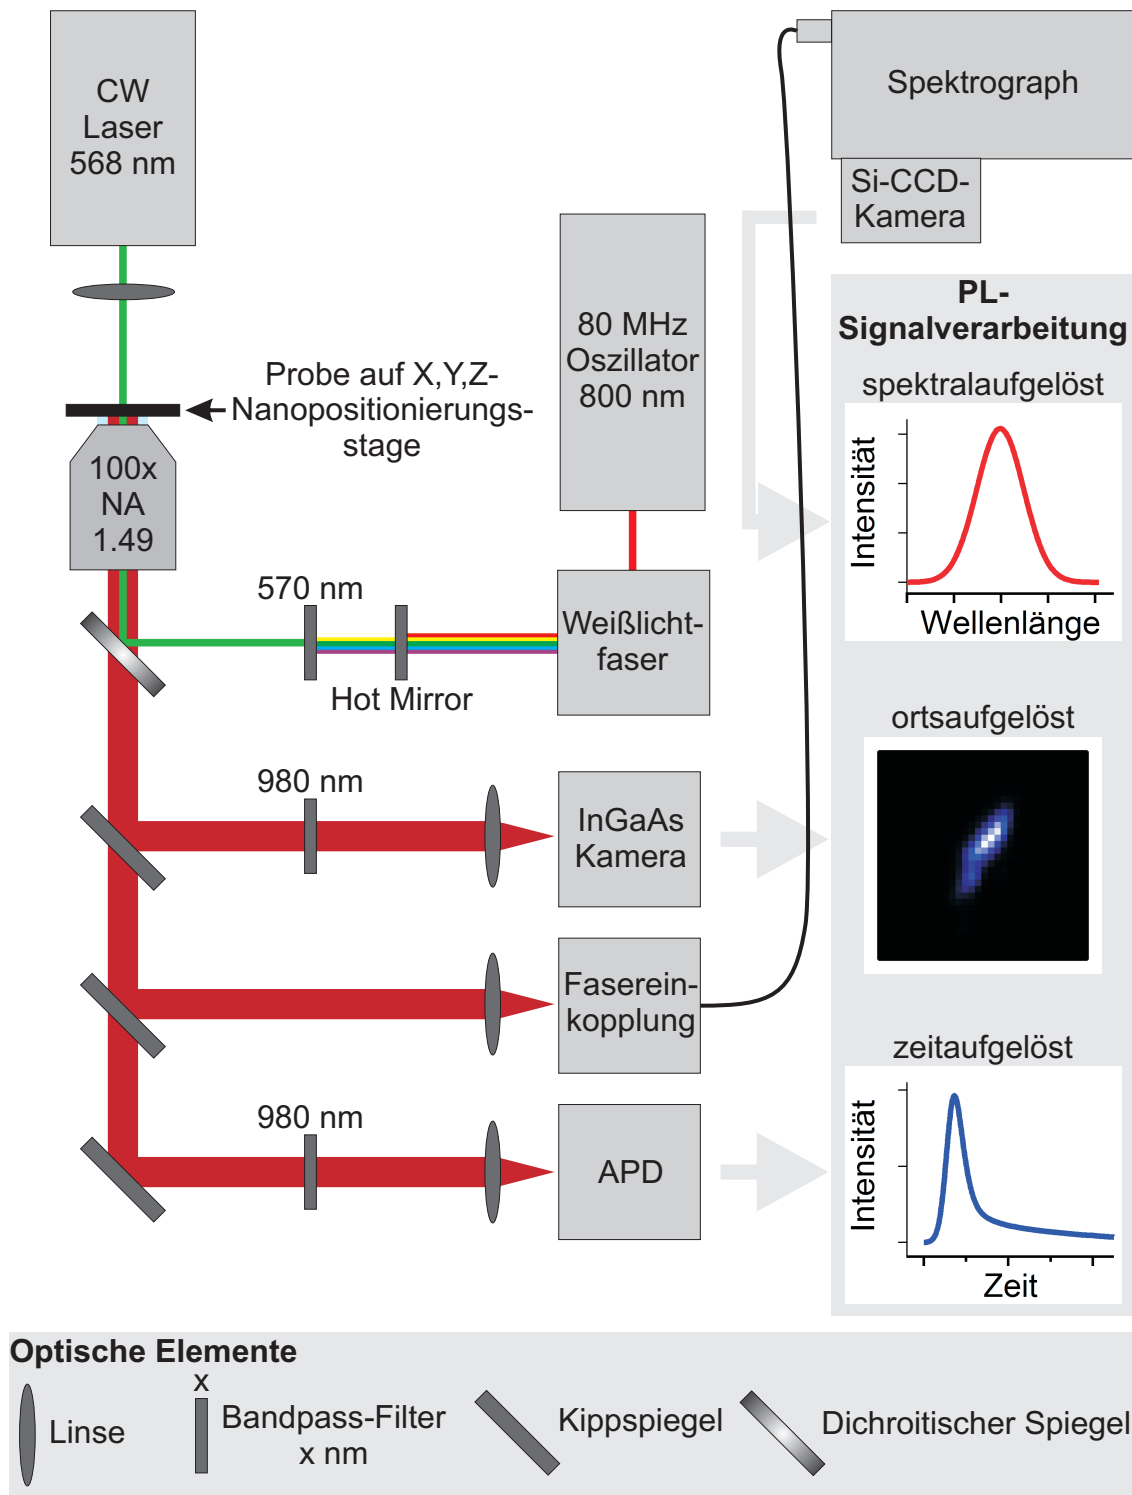 CW
Laser
568 nm
Spektrograph
Si-CCD-
Kamera
80 MHz
Oszillator
800 nm
PL-
Signalverarbeitung
Probe auf X,Y,Z-
Nanopositionierungs-
stage
spektralaufgelöst
Intensität
Wellenlänge
100x
NA
1.49
570 nm
Hot Mirror
Weißlicht-
faser
ortsaufgelöst
980 nm
InGaAs
Kamera
Faserein-
kopplung
zeitaufgelöst
Intensität
Zeit
980 nm
APD
Optische Elemente
Linse
x
Bandpass-Filter
x nm
Kippspiegel
Dichroitischer Spiegel